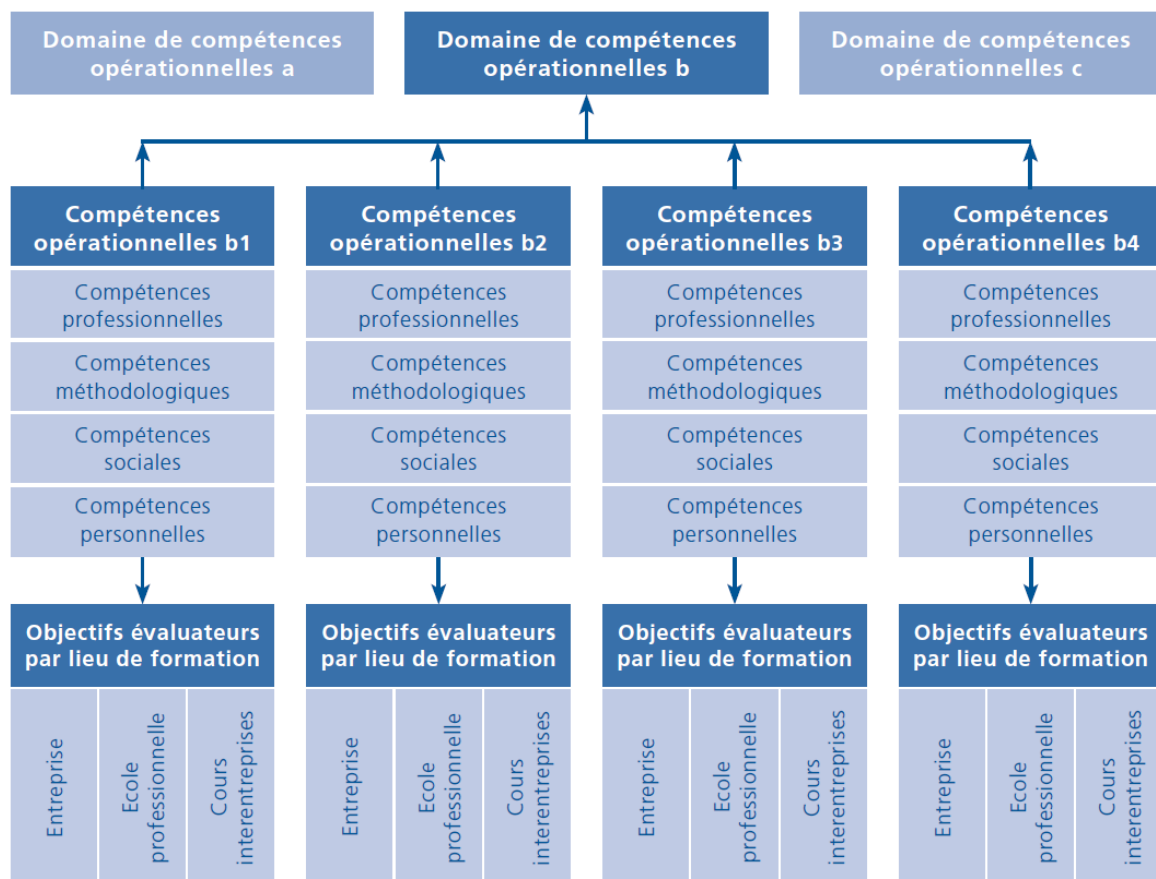 Domaine de compétences
opérationnelles a
Domaine de compétences
opérationnelles b
Domaine de compétences
opérationnelles c
Compétences
opérationnelles b1
Compétences
opérationnelles b2
Compétences
opérationnelles b3
Compétences
opérationnelles b4
Compétences
professionnelles
Compétences
professionnelles
Compétences
professionnelles
Compétences
professionnelles
Compétences
méthodologiques
Compétences
méthodologiques
Compétences
méthodologiques
Compétences
méthodologiques
Compétences
sociales
Compétences
sociales
Compétences
sociales
Compétences
sociales
Compétences
personnelles
Compétences
personnelles
Compétences
personnelles
Compétences
personnelles
Objectifs évaluateurs
par lieu de formation
Objectifs évaluateurs
par lieu de formation
Objectifs évaluateurs
par lieu de formation
Objectifs évaluateurs
par lieu de formation
Entreprise
Ecole
professionnelle
Cours
interentreprises
Entreprise
Ecole
professionnelle
Cours
interentreprises
Entreprise
Ecole
professionnelle
Cours
interentreprises
Entreprise
Ecole
professionnelle
Cours
interentreprises